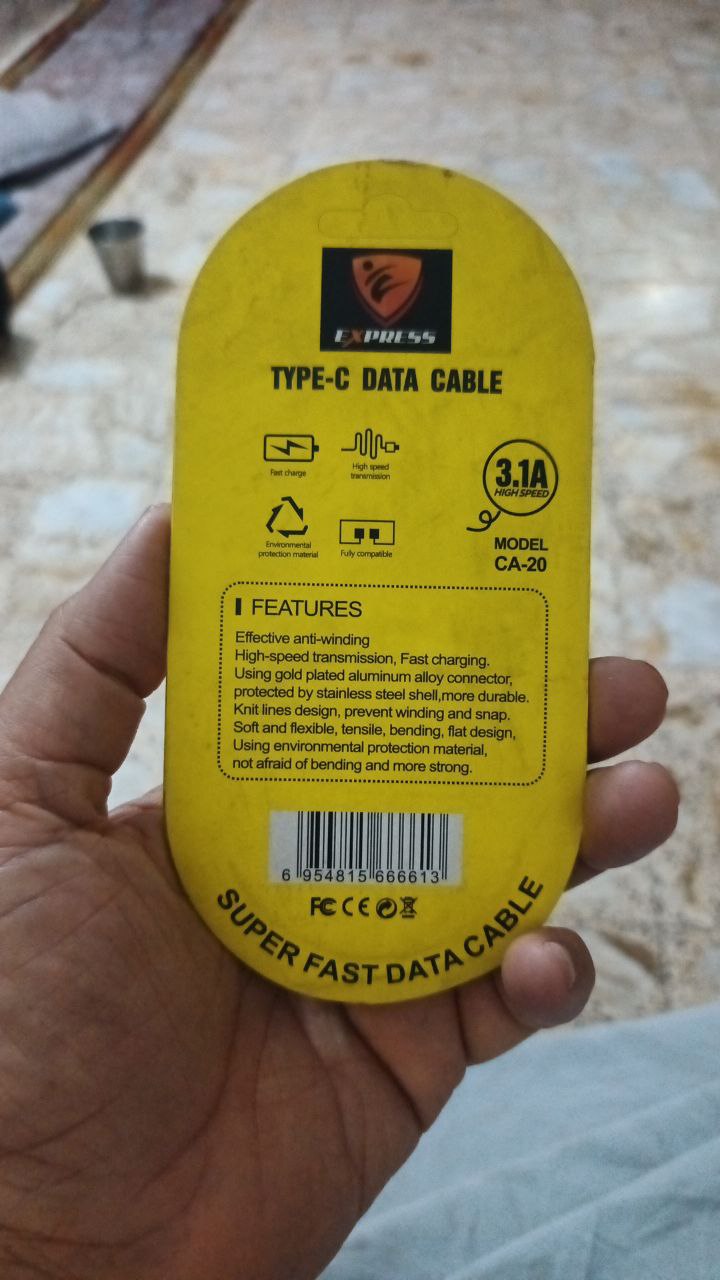 EXPRESS
TYPE-C DATA CABLE
Fast charge
High speed
transmission
Environmental
protection material
Fully compatible
3.1A
HIGH SPEED
MODEL
CA-20
FEATURES
Effective anti-winding
High-speed transmission, Fast charging.
Using gold plated aluminum alloy connector,
protected by stainless steel shell,more durable.
Knit lines design, prevent winding and snap.
Soft and flexible, tensile, bending, flat design,
Using environmental protection material,
not afraid of bending and more strong.
6 954815 666613
FC CE
SUPER FAST DATA CABLE